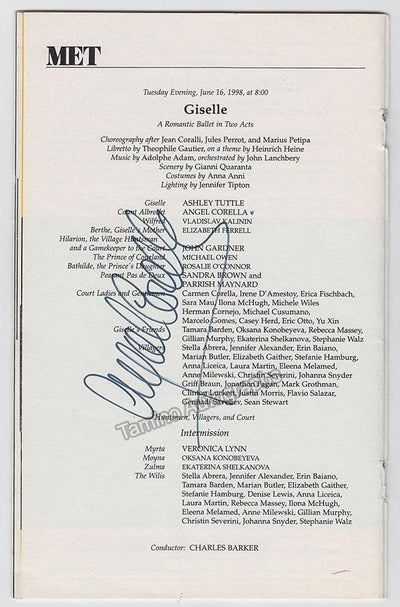 MET
Tuesday Evening, June 16, 1998, at 8:00
Giselle
A Romantic Ballet in Two Acts
Choreography after Jean Coralli, Jules Perrot, and Marius Petipa
Libretto by Theophile Gautier, on a theme by Heinrich Heine
Music by Adolphe Adam, orchestrated by John Lanchbery
Scenery by Gianni Quaranta
Costumes by Anna Anni
Lighting by Jennifer Tipton
Giselle ASHLEY TUTTLE
Count Albrecht ANGEL CORELLA
Wilfred VLADISLAV KALNIN
Berthe, Giselle's Mother ELIZABETH FERRELL
Hilarion, the Village Huntsman
and a Gamekeeper to the Court JOHN GARDNER
The Prince of Courland MICHAEL OWEN
Bathilde, the Prince's Daughter ROSALIE O'CONNOR
Peasant Pas de Deux SANDRA BROWN and
PARRISH MAYNARD
Court Ladies and Gentlemen Carmen Corella, Irene D'Amestoy, Erica Fischbach,
Sara Mau, Ilona McHugh, Michele Wiles
Herman Cornejo, Michael Cusumano,
Marcelo Gomes, Casey Herd, Eric Otto, Yu Xin
Giselle's Friends Tamara Barden, Oksana Konobeyeva, Rebecca Massey,
Gillian Murphy, Ekaterina Shelkanova, Stephanie Walz
Villagers Stella Abrera, Jennifer Alexander, Erin Baiano,
Marian Butler, Elizabeth Gaither, Stefanie Hamburg,
Anna Liceica, Laura Martin, Eleena Melamed,
Anne Milewski, Christin Severini, Johanna Snyder
Griff Braun, Jonathan Egan, Mark Grothman,
Clinton Luckett, Justin Morris, Flavio Salazar,
Gennadi Saveliev, Sean Stewart
Huntsmen, Villagers, and Court
Tamino Autographs
Intermission
Myrta VERONICA LYNN
Moyna OKSANA KONOBEYEVA
Zulma EKATERINA SHELKANOVA
The Wilis Stella Abrera, Jennifer Alexander, Erin Baiano,
Tamara Barden, Marian Butler, Elizabeth Gaither,
Stefanie Hamburg, Denise Lewis, Anna Liceica,
Laura Martin, Rebecca Massey, Ilona McHugh,
Eleena Melamed, Anne Milewski, Gillian Murphy,
Christin Severini, Johanna Snyder, Stephanie Walz
Conductor: CHARLES BARKER